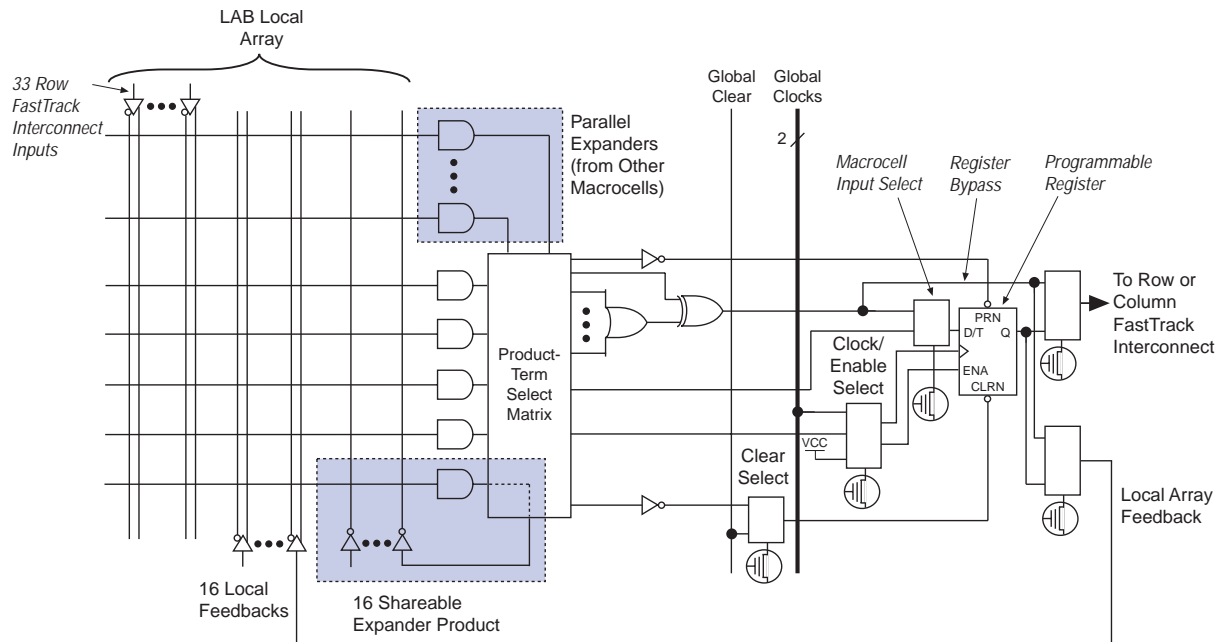 LAB Local
Array
33 Row
FastTrack
Interconnect
Inputs
Global
Clear
Global
Clocks
2
Parallel
Expanders
(from Other
Macrocells)
Macrocell
Input Select
Register
Bypass
Programmable
Register
To Row or
Column
FastTrack
Interconnect
PRN
D/T
Q
ENA
CLRN
Clock/
Enable
Select
Product-
Term
Select
Matrix
VCC
Clear
Select
Local Array
Feedback
16 Local
Feedbacks
16 Shareable
Expander Product